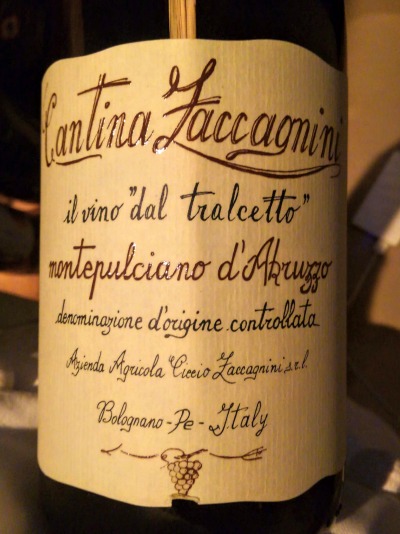 Cantina Zaccagnini
il vino "dal tralcetto"
montepulciano d'Abruzzo
denominazione d'origine controllata
Azienda Agricola "Ciccio Zaccagnini s.r.l.
Bolognano-Pe-Italy